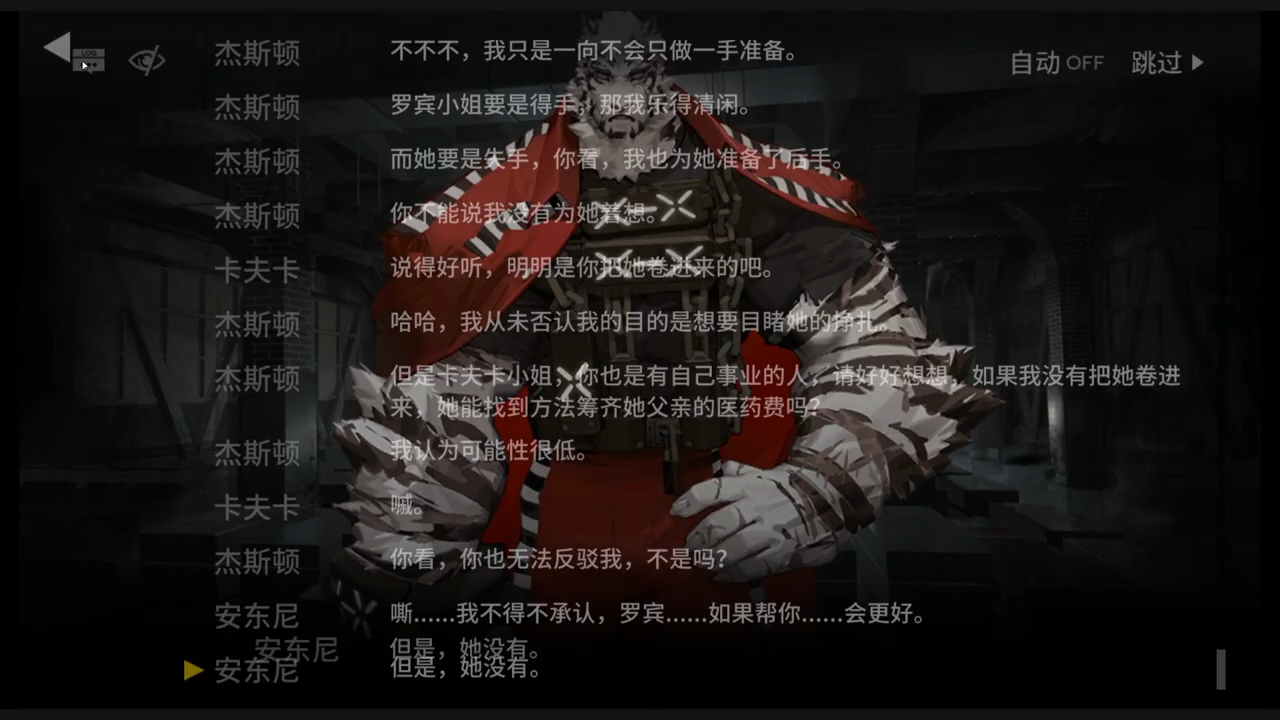 LOG
自动 OFF 跳过
杰斯顿 不不不，我只是一向不会只做一手准备。
杰斯顿 罗宾小姐要是得手，那我乐得清闲。
杰斯顿 而她要是失手，你看，我也为她准备了后手。
杰斯顿 你不能说我没有为她着想。
卡夫卡 说得好听，明明是你把她卷进来的吧。
杰斯顿 哈哈，我从未否认我的目的是想要目睹她的挣扎。
杰斯顿 但是卡夫卡小姐，你也是有自己事业的人，请好好想想，如果我没有把她卷进
来，她能找到方法筹齐她父亲的医药费吗？
杰斯顿 我认为可能性很低。
卡夫卡 嘁。
杰斯顿 你看，你也无法反驳我，不是吗？
安东尼 嘶......我不得不承认，罗宾......如果帮你......会更好。
安东尼 但是，她没有。
安东尼 但是，她没有。